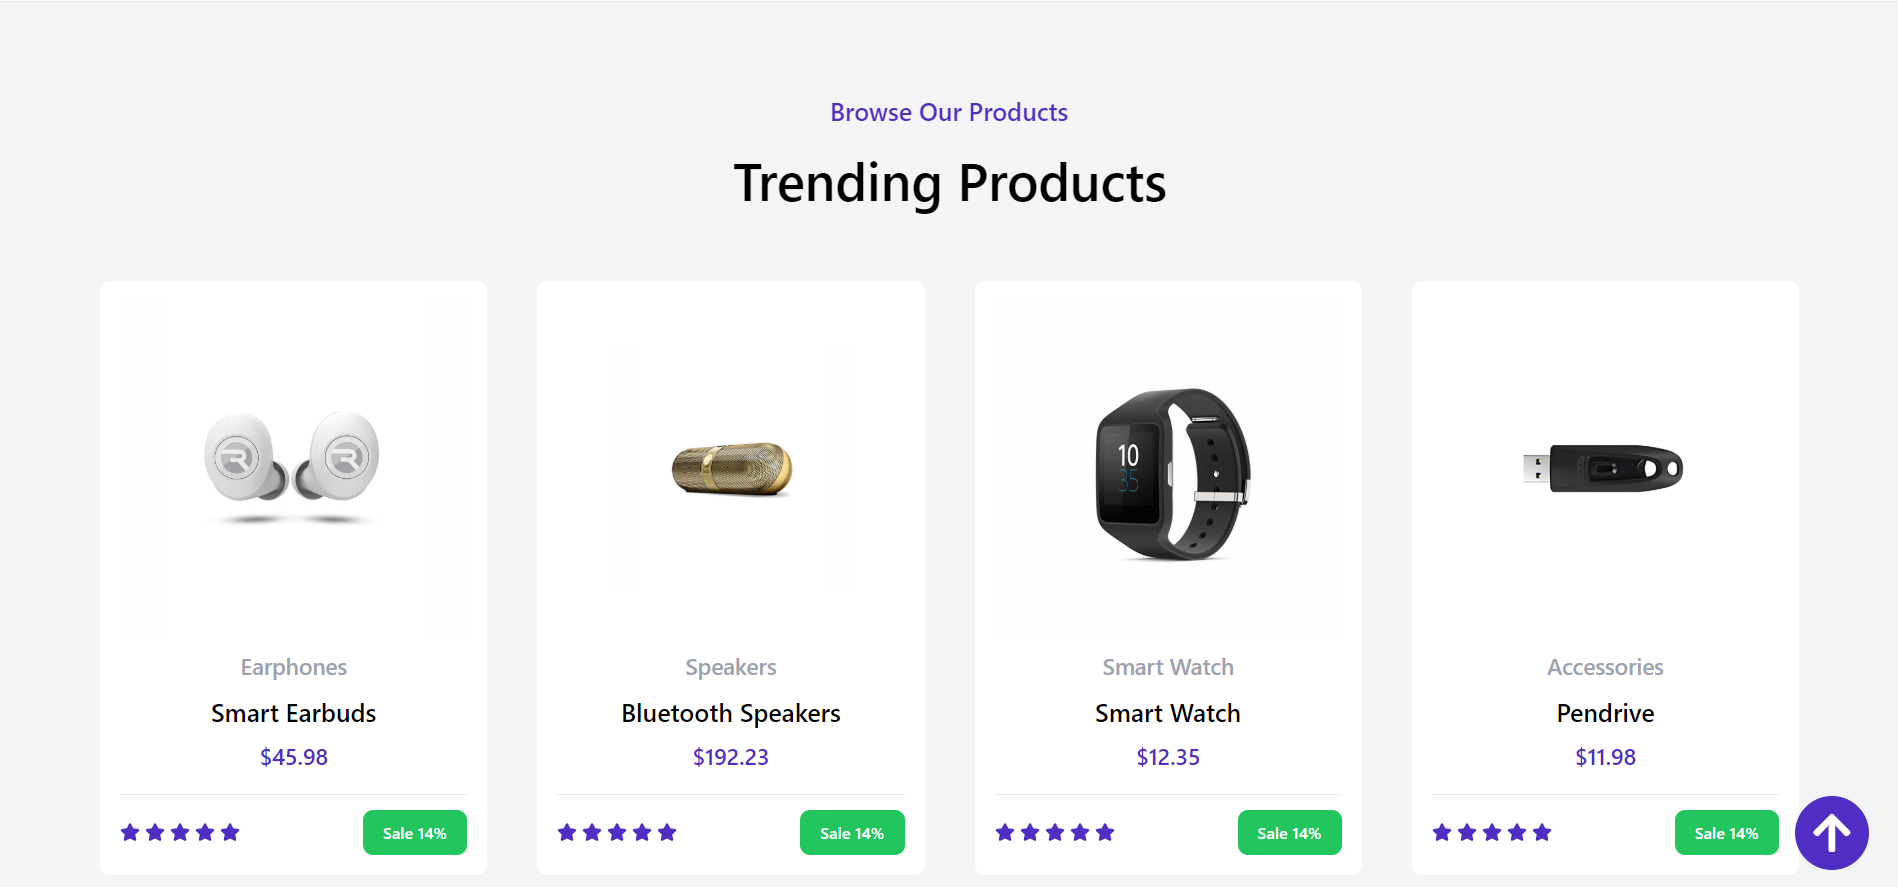 Browse Our Products
Trending Products
10
35
Earphones
Smart Earbuds
$45.98
Sale 14%
Speakers
Bluetooth Speakers
$192.23
Sale 14%
Smart Watch
Smart Watch
$12.35
Sale 14%
Accessories
Pendrive
$11.98
Sale 14%